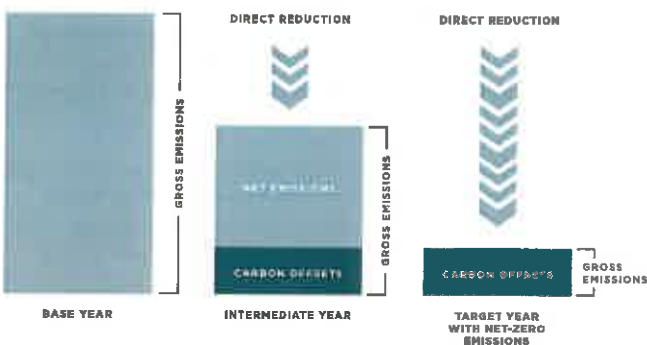 DIRECT REDUCTION
DIRECT REDUCTION
GROSS EMISSIONS
NET EMISSIONS
CARBON OFFSETS
GROSS EMISSIONS
CARBON OFFSETS
GROSS
EMISSIONS
BASE YEAR
INTERMEDIATE YEAR
TARGET YEAR
WITH NET-ZERO
EMISSIONS